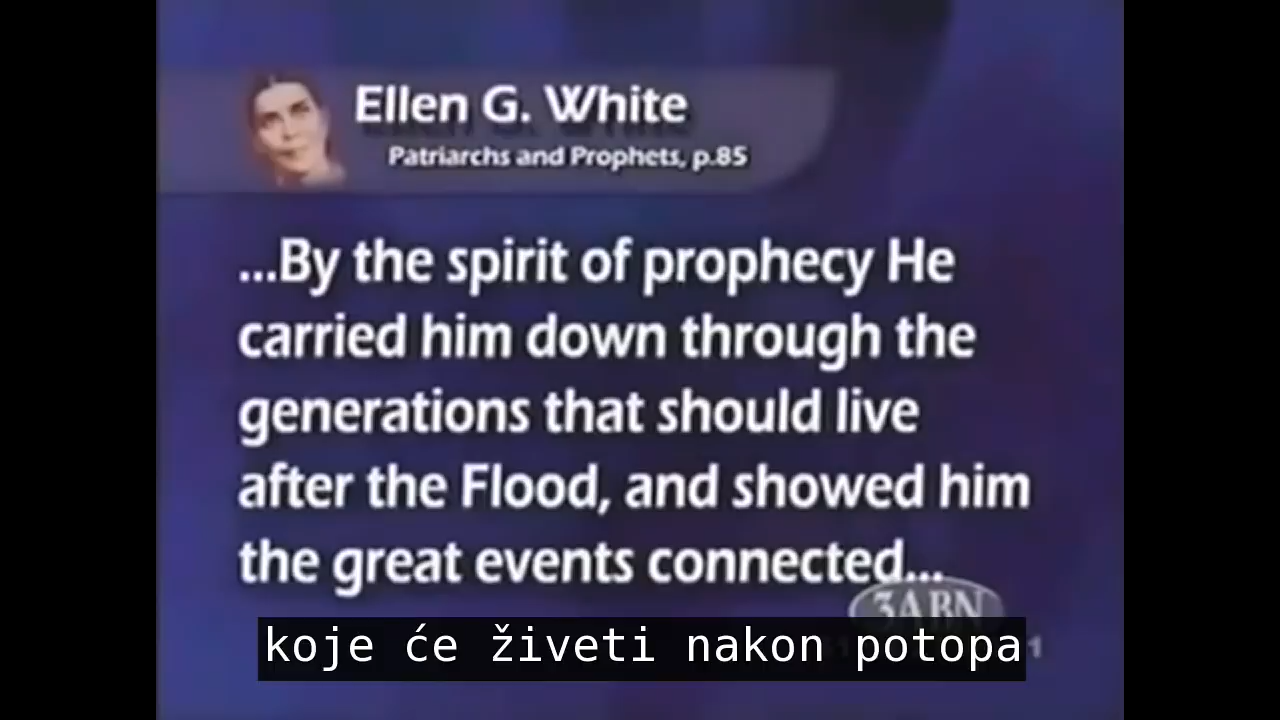 Ellen G. White
Patriarchs and Prophets, p.85
...By the spirit of prophecy He
carried him down through the
generations that should live
after the Flood, and showed him
the great events connected...
3ABN
koje će živeti nakon potopa